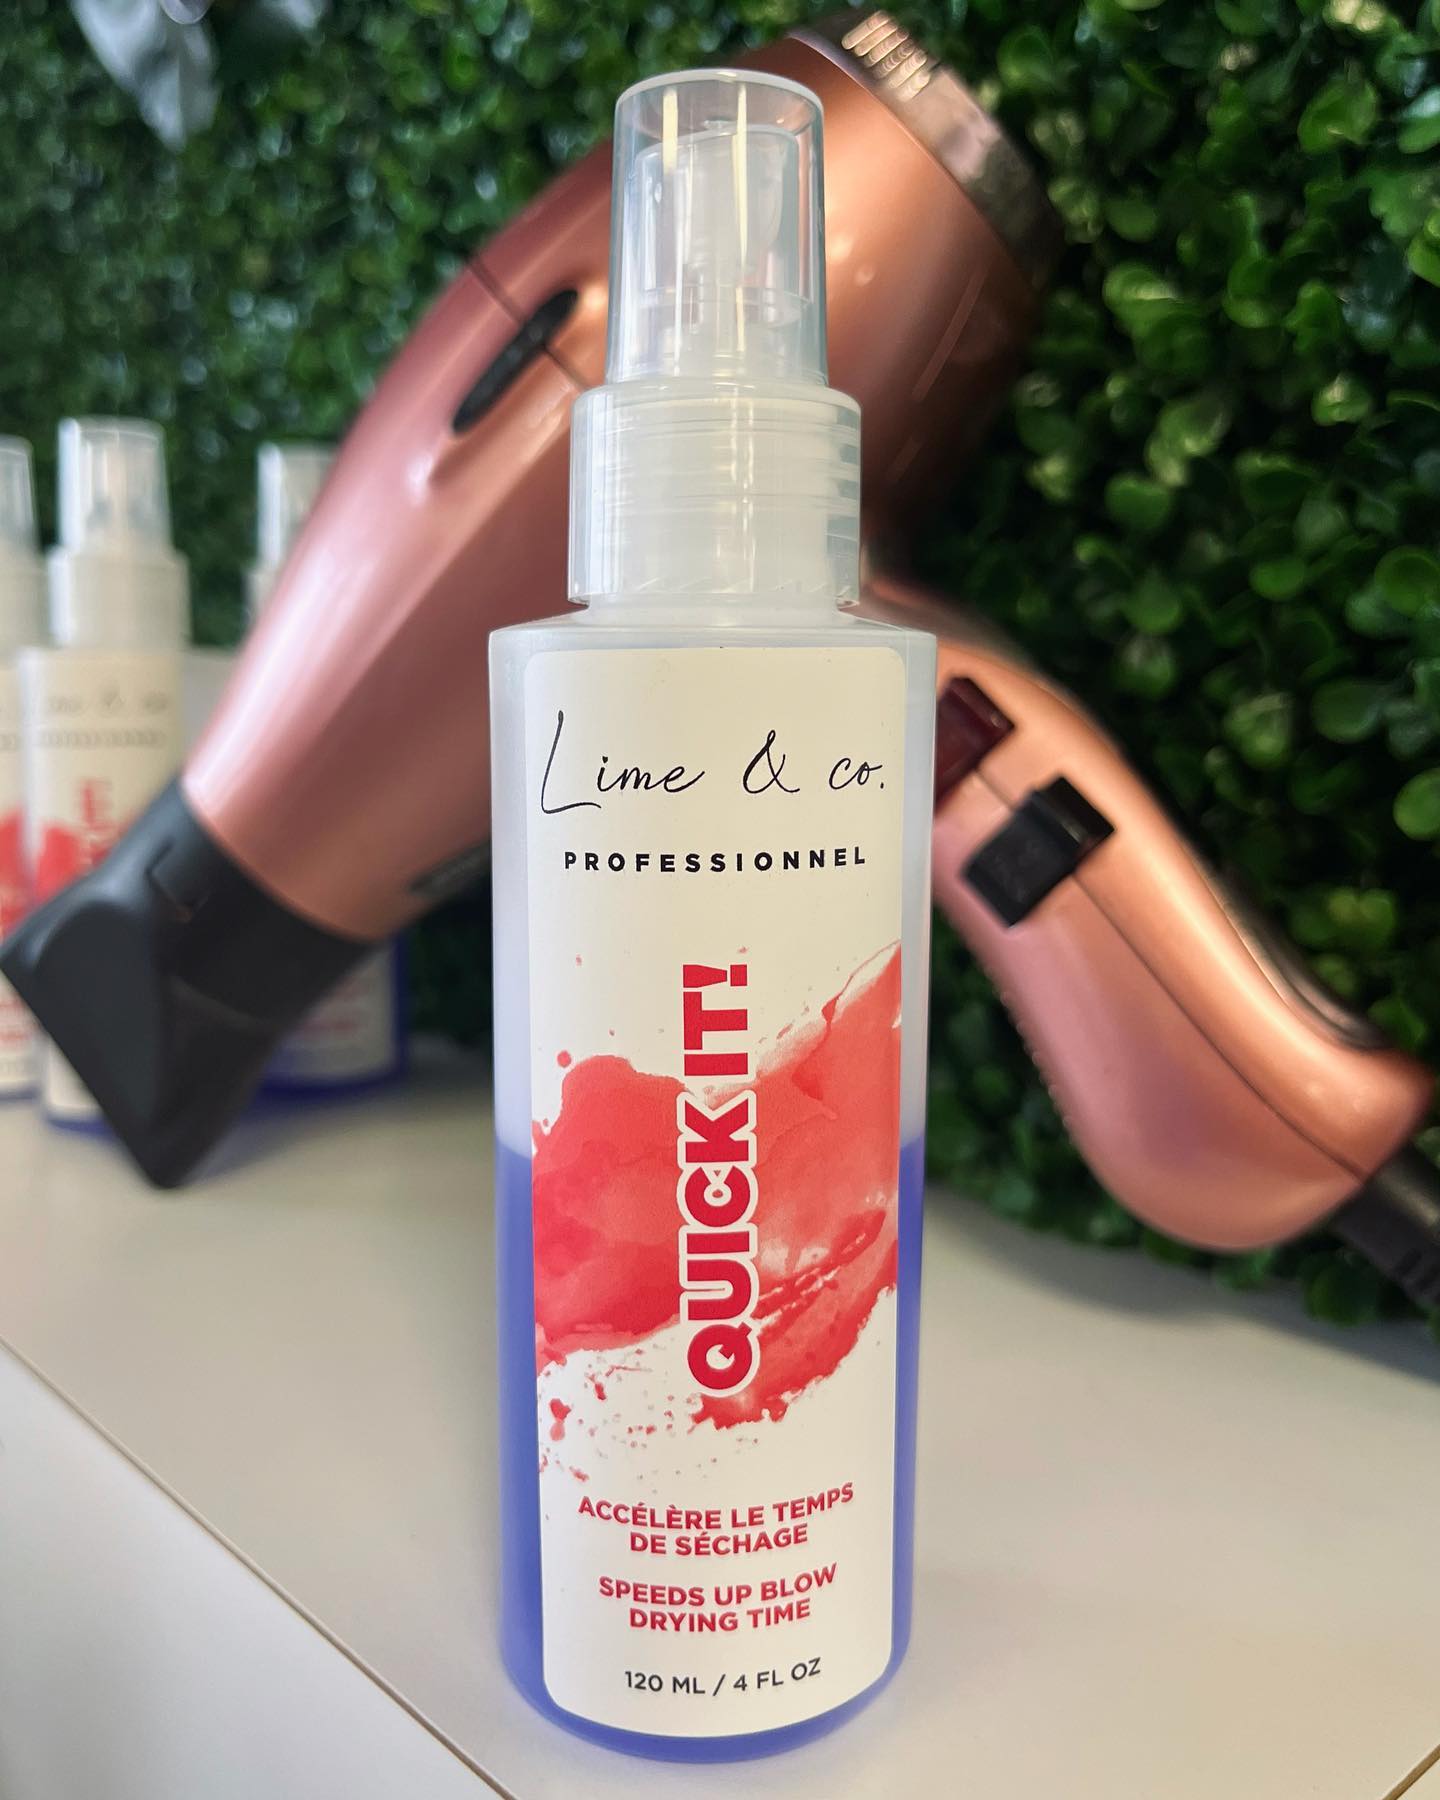 Lime & co.
PROFESSIONNEL
QUICK IT!
ACCÉLÈRE LE TEMPS
DE SÉCHAGE
SPEEDS UP BLOW
DRYING TIME
120 ML / 4 FL OZ